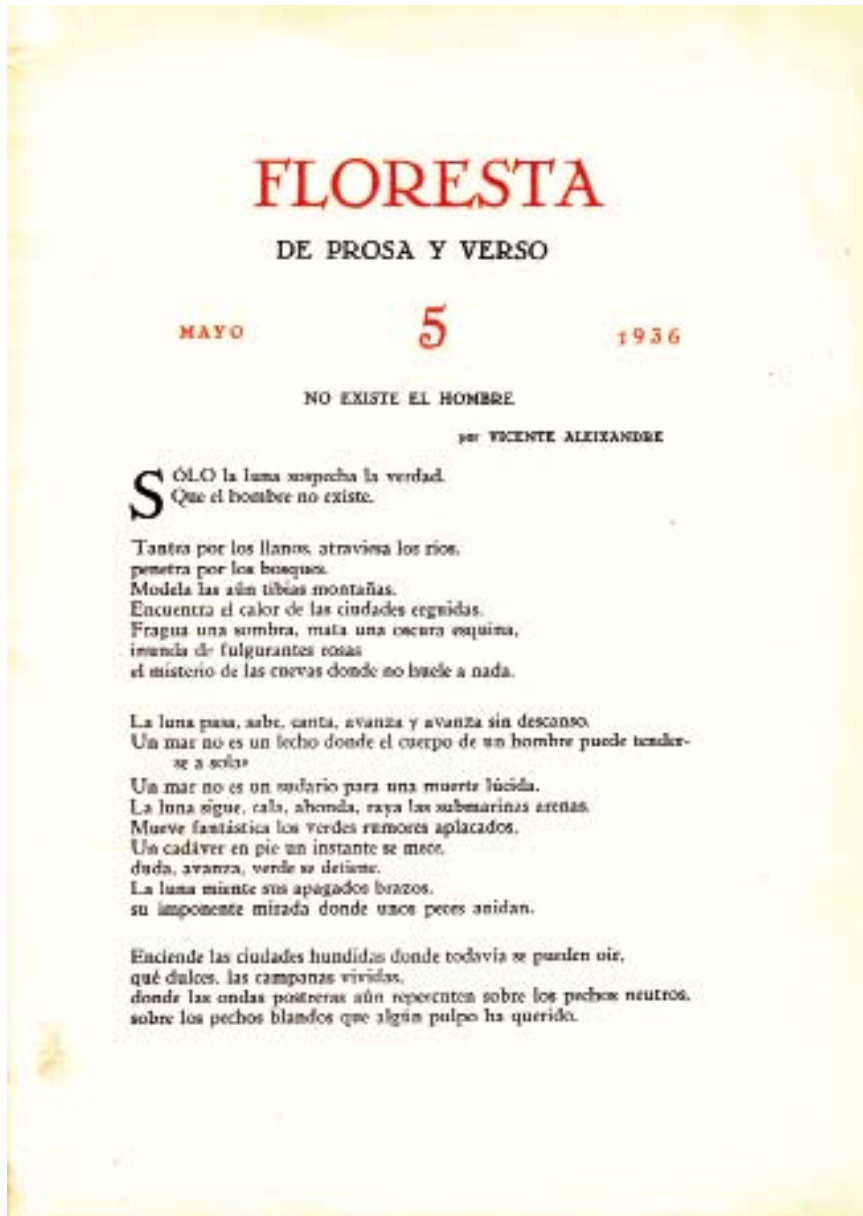 FLORESTA
DE PROSA Y VERSO
MAYO 5 1936
NO EXISTE EL HOMBRE
por VICENTE ALEIXANDRE
SÓLO la luna sospecha la verdad.
Que el hombre no existe.
Tantea por los llanos, atraviesa los ríos,
penetra por los bosques.
Modela las aún tibias montañas.
Encuentra el calor de las ciudades erguidas.
Fragua una sombra, mata una oscura esquina,
inunda de fulgurantes rosas
el misterio de las cuevas donde no huele a nada.
La luna pasa, sabe, canta, avanza y avanza sin descanso.
Un mar no es un lecho donde el cuerpo de un hombre puede tender-
se a solas
Un mar no es un sudario para una muerte lúcida.
La luna sigue, cala, ahonda, raya las submarinas arenas.
Mueve fantástica los verdes rumores aplacados.
Un cadáver en pie un instante se mece,
duda, avanza, verde se detiene.
La luna miente sus apagados brazos,
su imponente mirada donde unos peces anidan.
Enciende las ciudades hundidas donde todavía se pueden oir,
qué dulces, las campanas vividas,
donde las ondas postreras aún repercuten sobre los pechos neutros,
sobre los pechos blandos que algún pulpo ha querido.